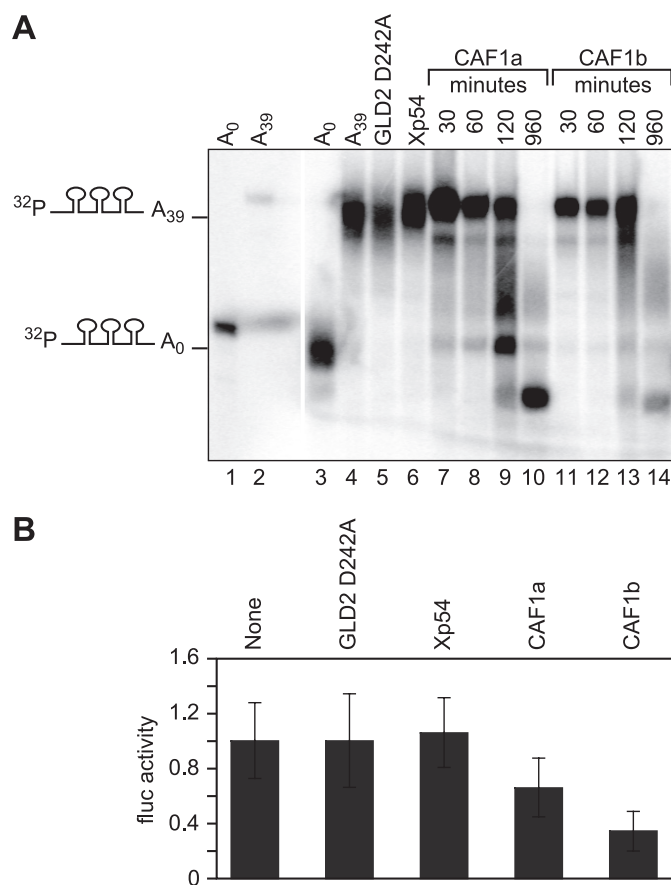 A
CAF1a CAF1b
minutes minutes
A0 A39 A0 A39 GLD2 D242A Xp54 30 60 120 960 30 60 120 960
32P A39
32P A0
1 2 3 4 5 6 7 8 9 10 11 12 13 14
B
None GLD2 D242A Xp54 CAF1a CAF1b
1.6
1.2
0.8
0.4
0
fluc activity